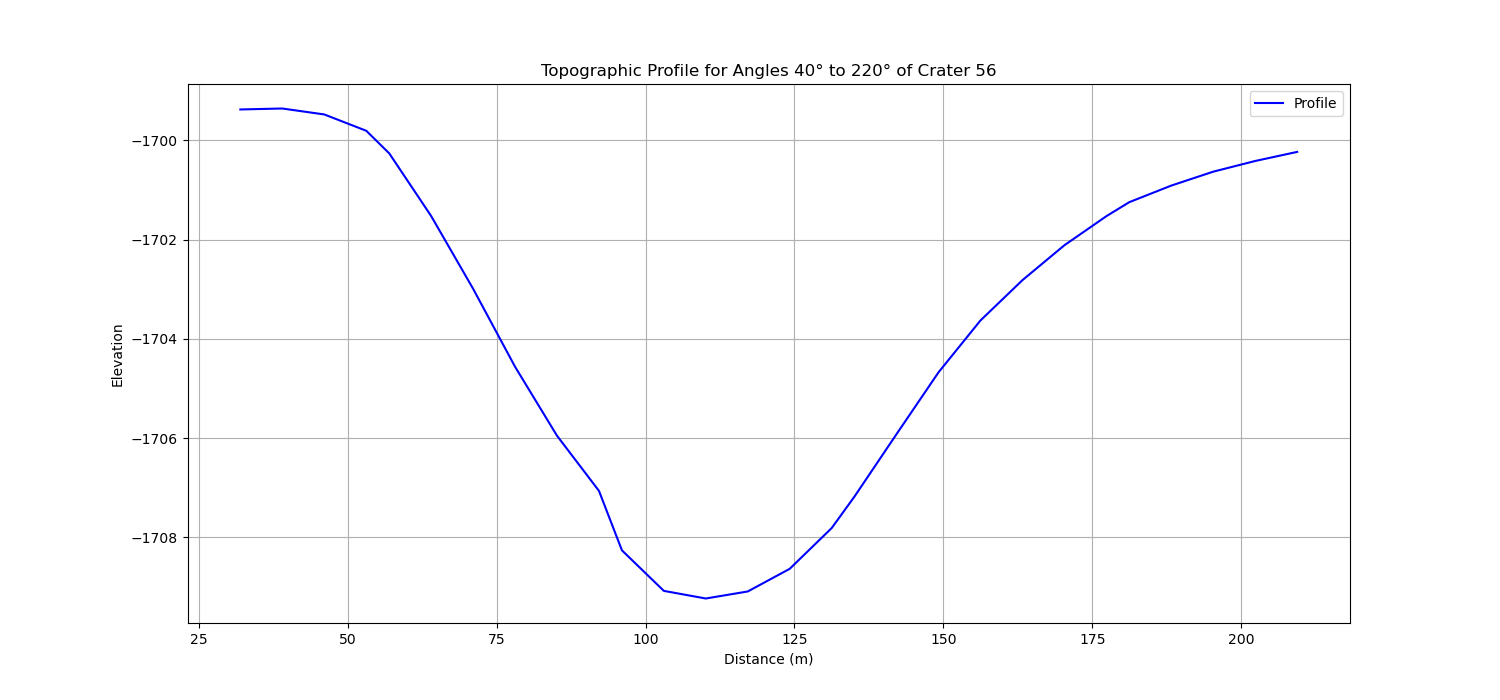 Topographic Profile for Angles 40° to 220° of Crater 56
Profile
−1700
−1702
−1704
−1706
−1708
Elevation
25 50 75 100 125 150 175 200
Distance (m)